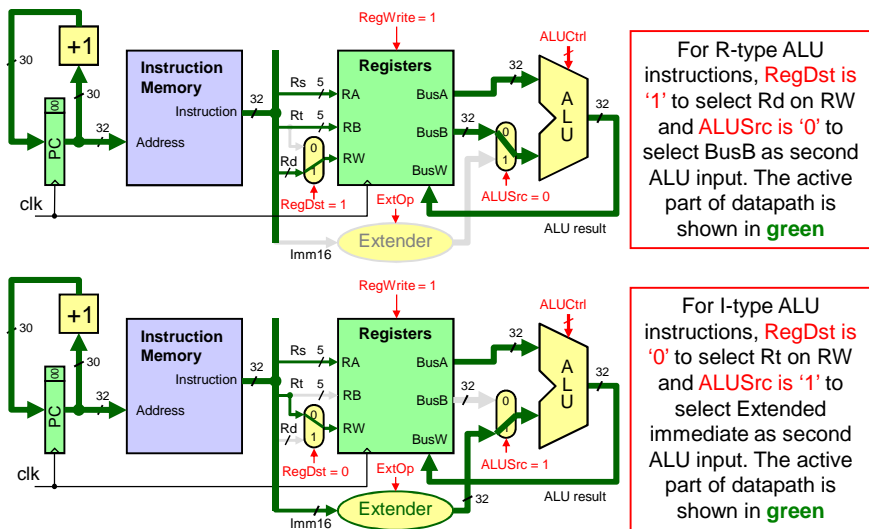 RegWrite = 1
ALUCtrl
30
+1
30
00
PC
32
clk
Instruction
Memory
Instruction
Address
32
Rs
5
Rt
5
Rd
Imm16
0
1
RegDst = 1
Registers
RA
RB
RW
BusA
BusB
BusW
ExtOp
Extender
32
32
0
1
ALUSrc = 0
A
L
U
32
ALU result
For R-type ALU
instructions, RegDst is
‘1’ to select Rd on RW
and ALUSrc is ‘0’ to
select BusB as second
ALU input. The active
part of datapath is
shown in green
RegWrite = 1
ALUCtrl
30
+1
30
00
PC
32
clk
Instruction
Memory
Instruction
Address
32
Rs
5
Rt
5
Rd
Imm16
0
1
RegDst = 0
Registers
RA
RB
RW
BusA
BusB
BusW
ExtOp
Extender
32
32
32
0
1
ALUSrc = 1
A
L
U
32
ALU result
For I-type ALU
instructions, RegDst is
‘0’ to select Rt on RW
and ALUSrc is ‘1’ to
select Extended
immediate as second
ALU input. The active
part of datapath is
shown in green